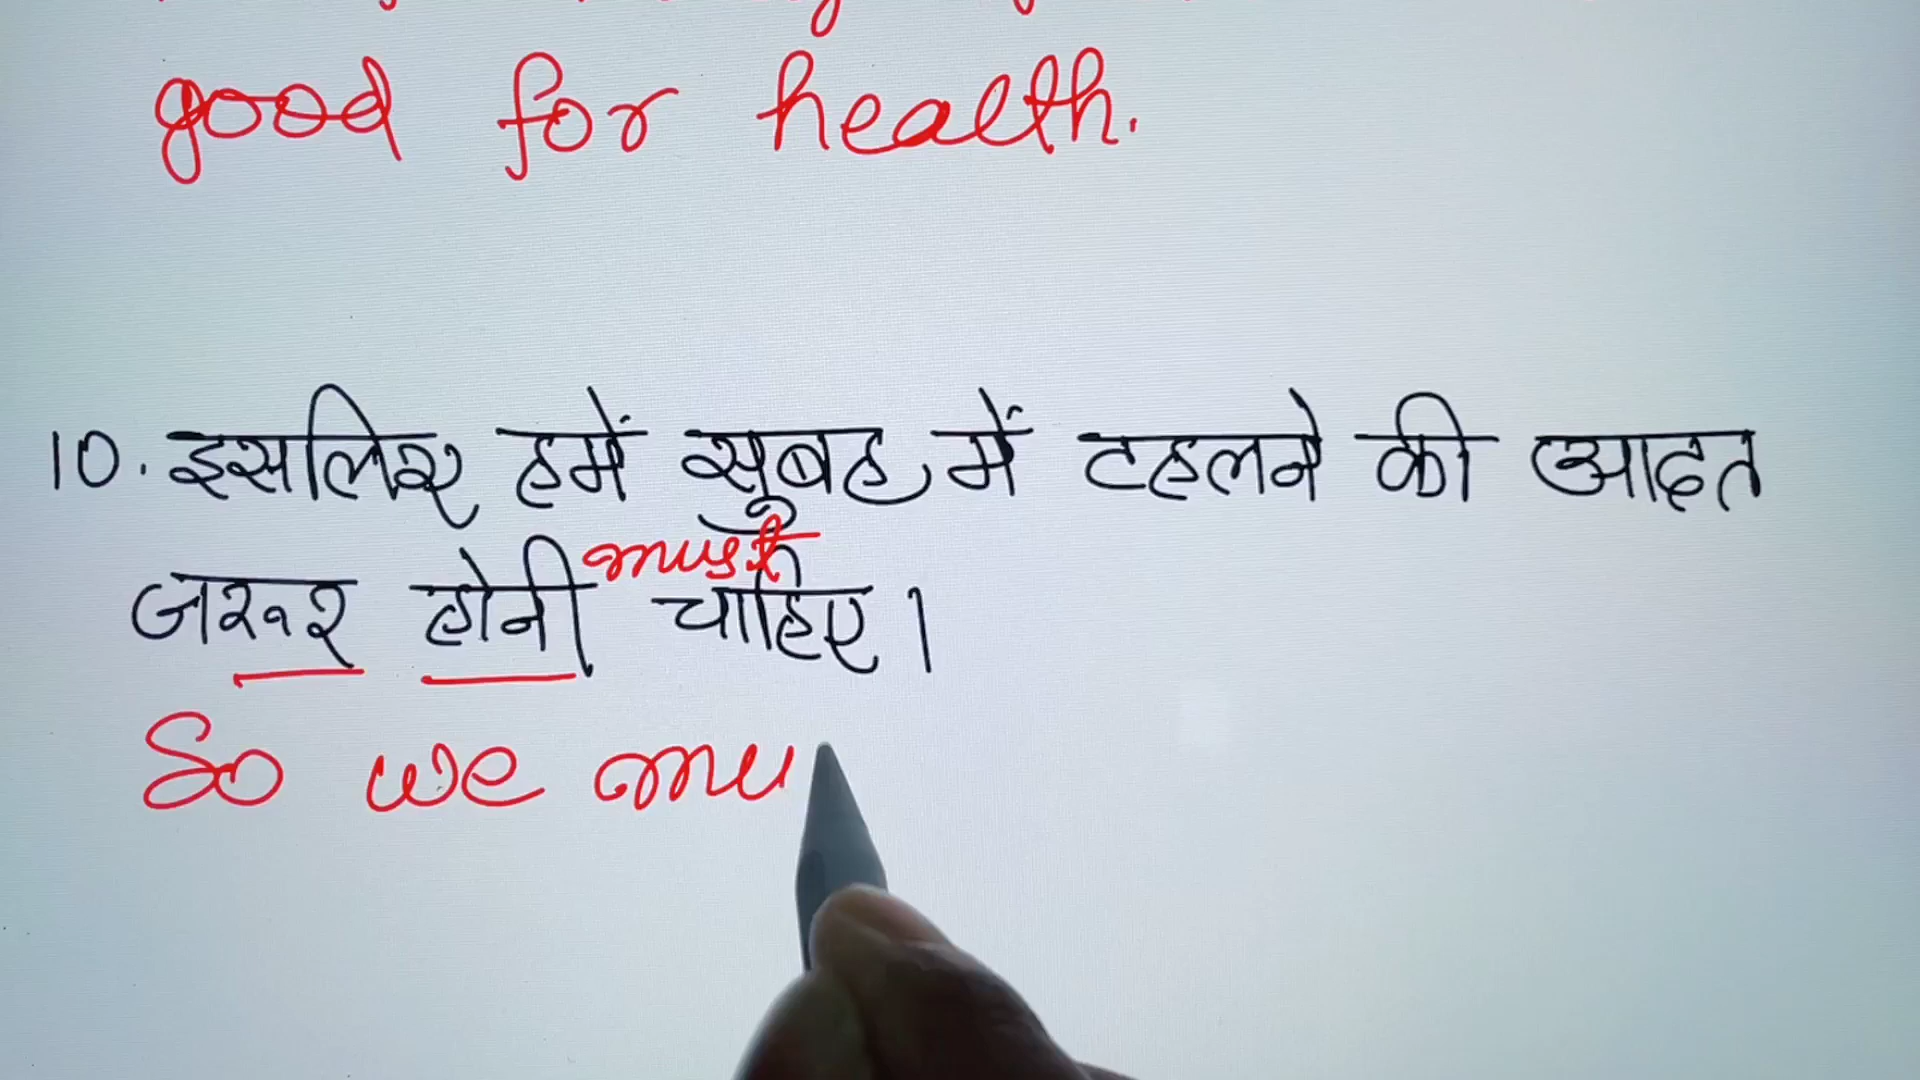 good for health.
10. इसलिए हमें सूबह में टहलने की आदत
must
जरूर होनी चाहिए।
So we mu